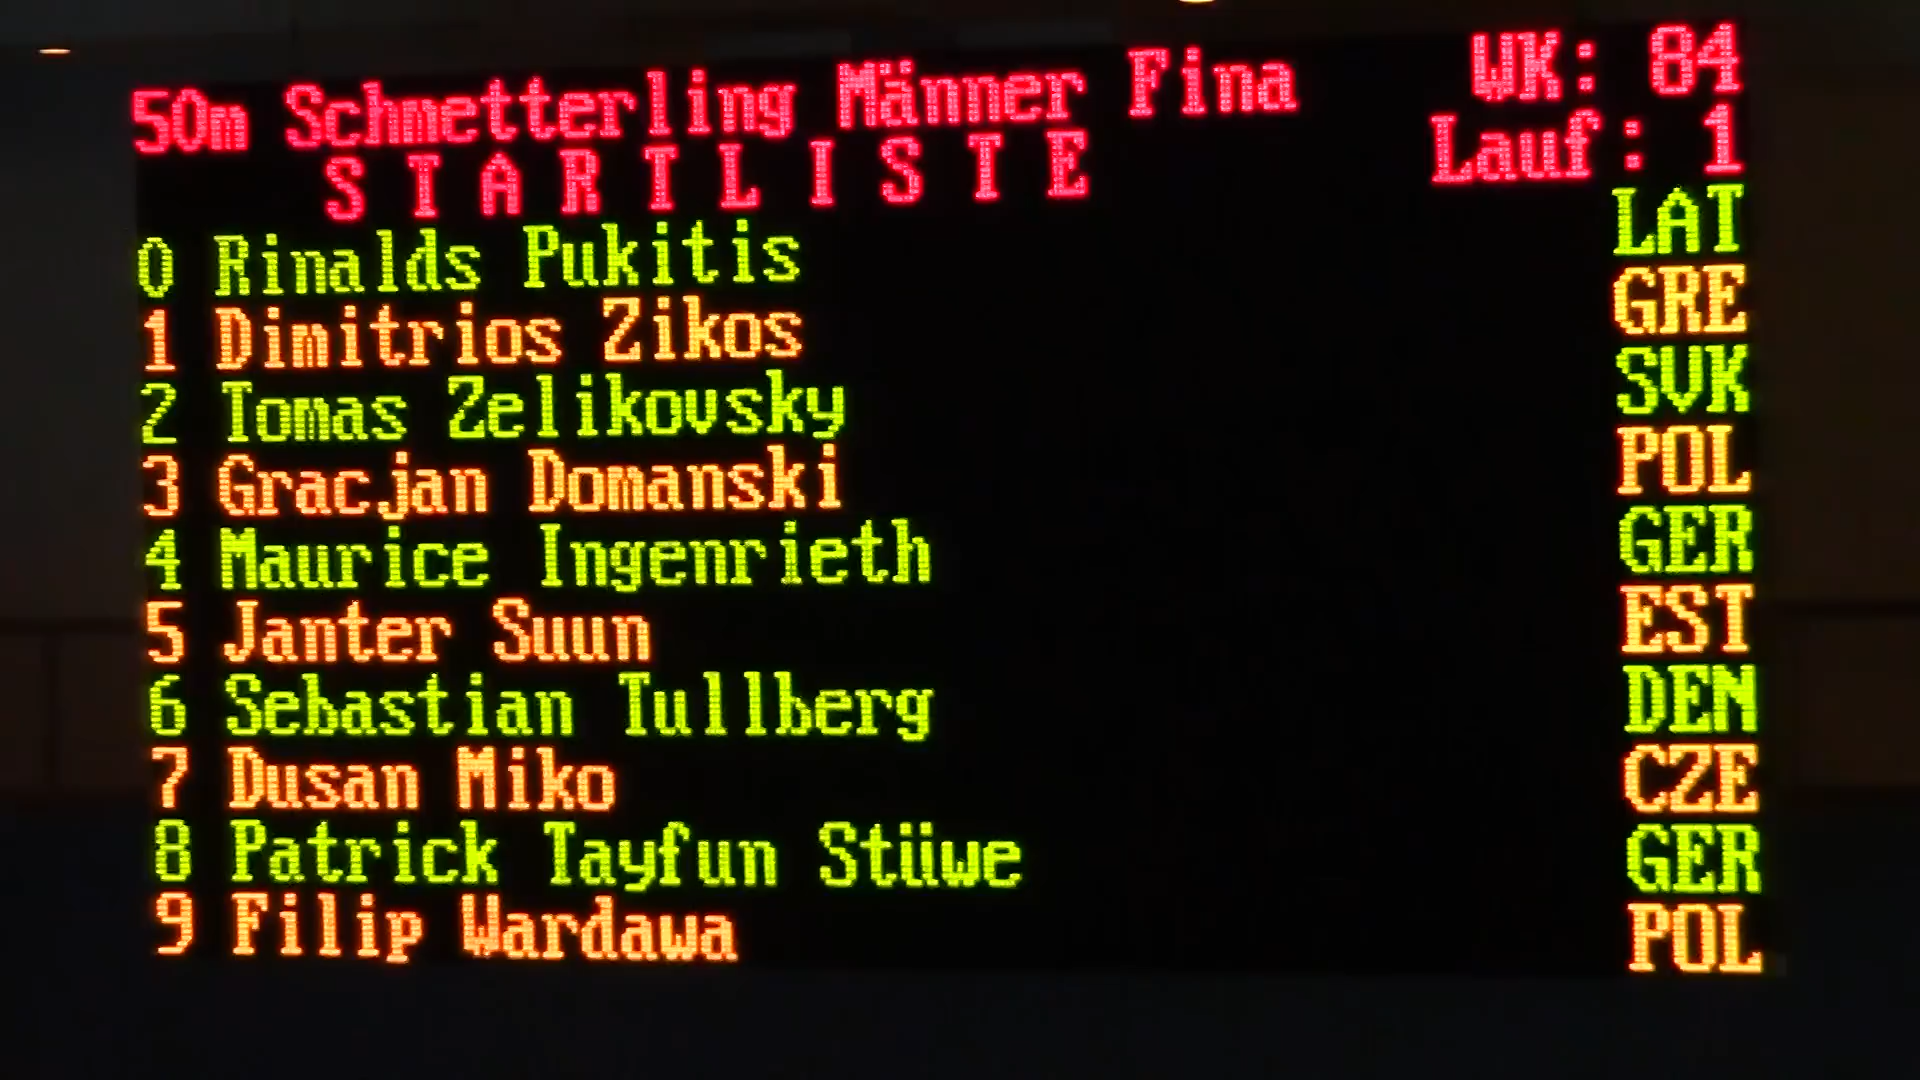 50m Schmetterling Männer Fina WK: 84
S T A R T L I S T E Lauf: 1
0 Rinalds Pukitis LAT
1 Dimitrios Zikos GRE
2 Tomas Zelikovsky SVK
3 Gracjan Domanski POL
4 Maurice Ingenrieth GER
5 Janter Suun EST
6 Sebastian Tullberg DEN
7 Dusan Miko CZE
8 Patrick Tayfun Stüwe GER
9 Filip Wardawa POL